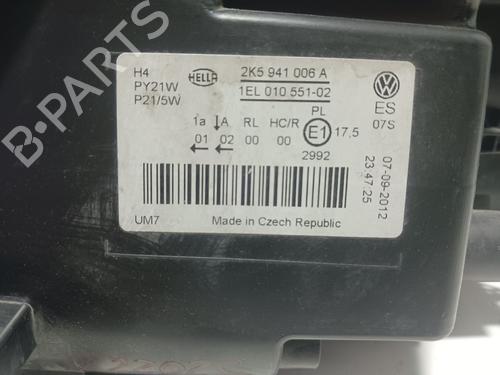 H4
PY21W
P21/5W
HELLA
2K5 941 006 A
1EL 010 551-02
VW
ES
07S
1a A RL HC/R PL
01 02 00 00 E1 17,5
2992
07-09-2012
23:47:25
UM7
Made in Czech Republic
B-PARTS